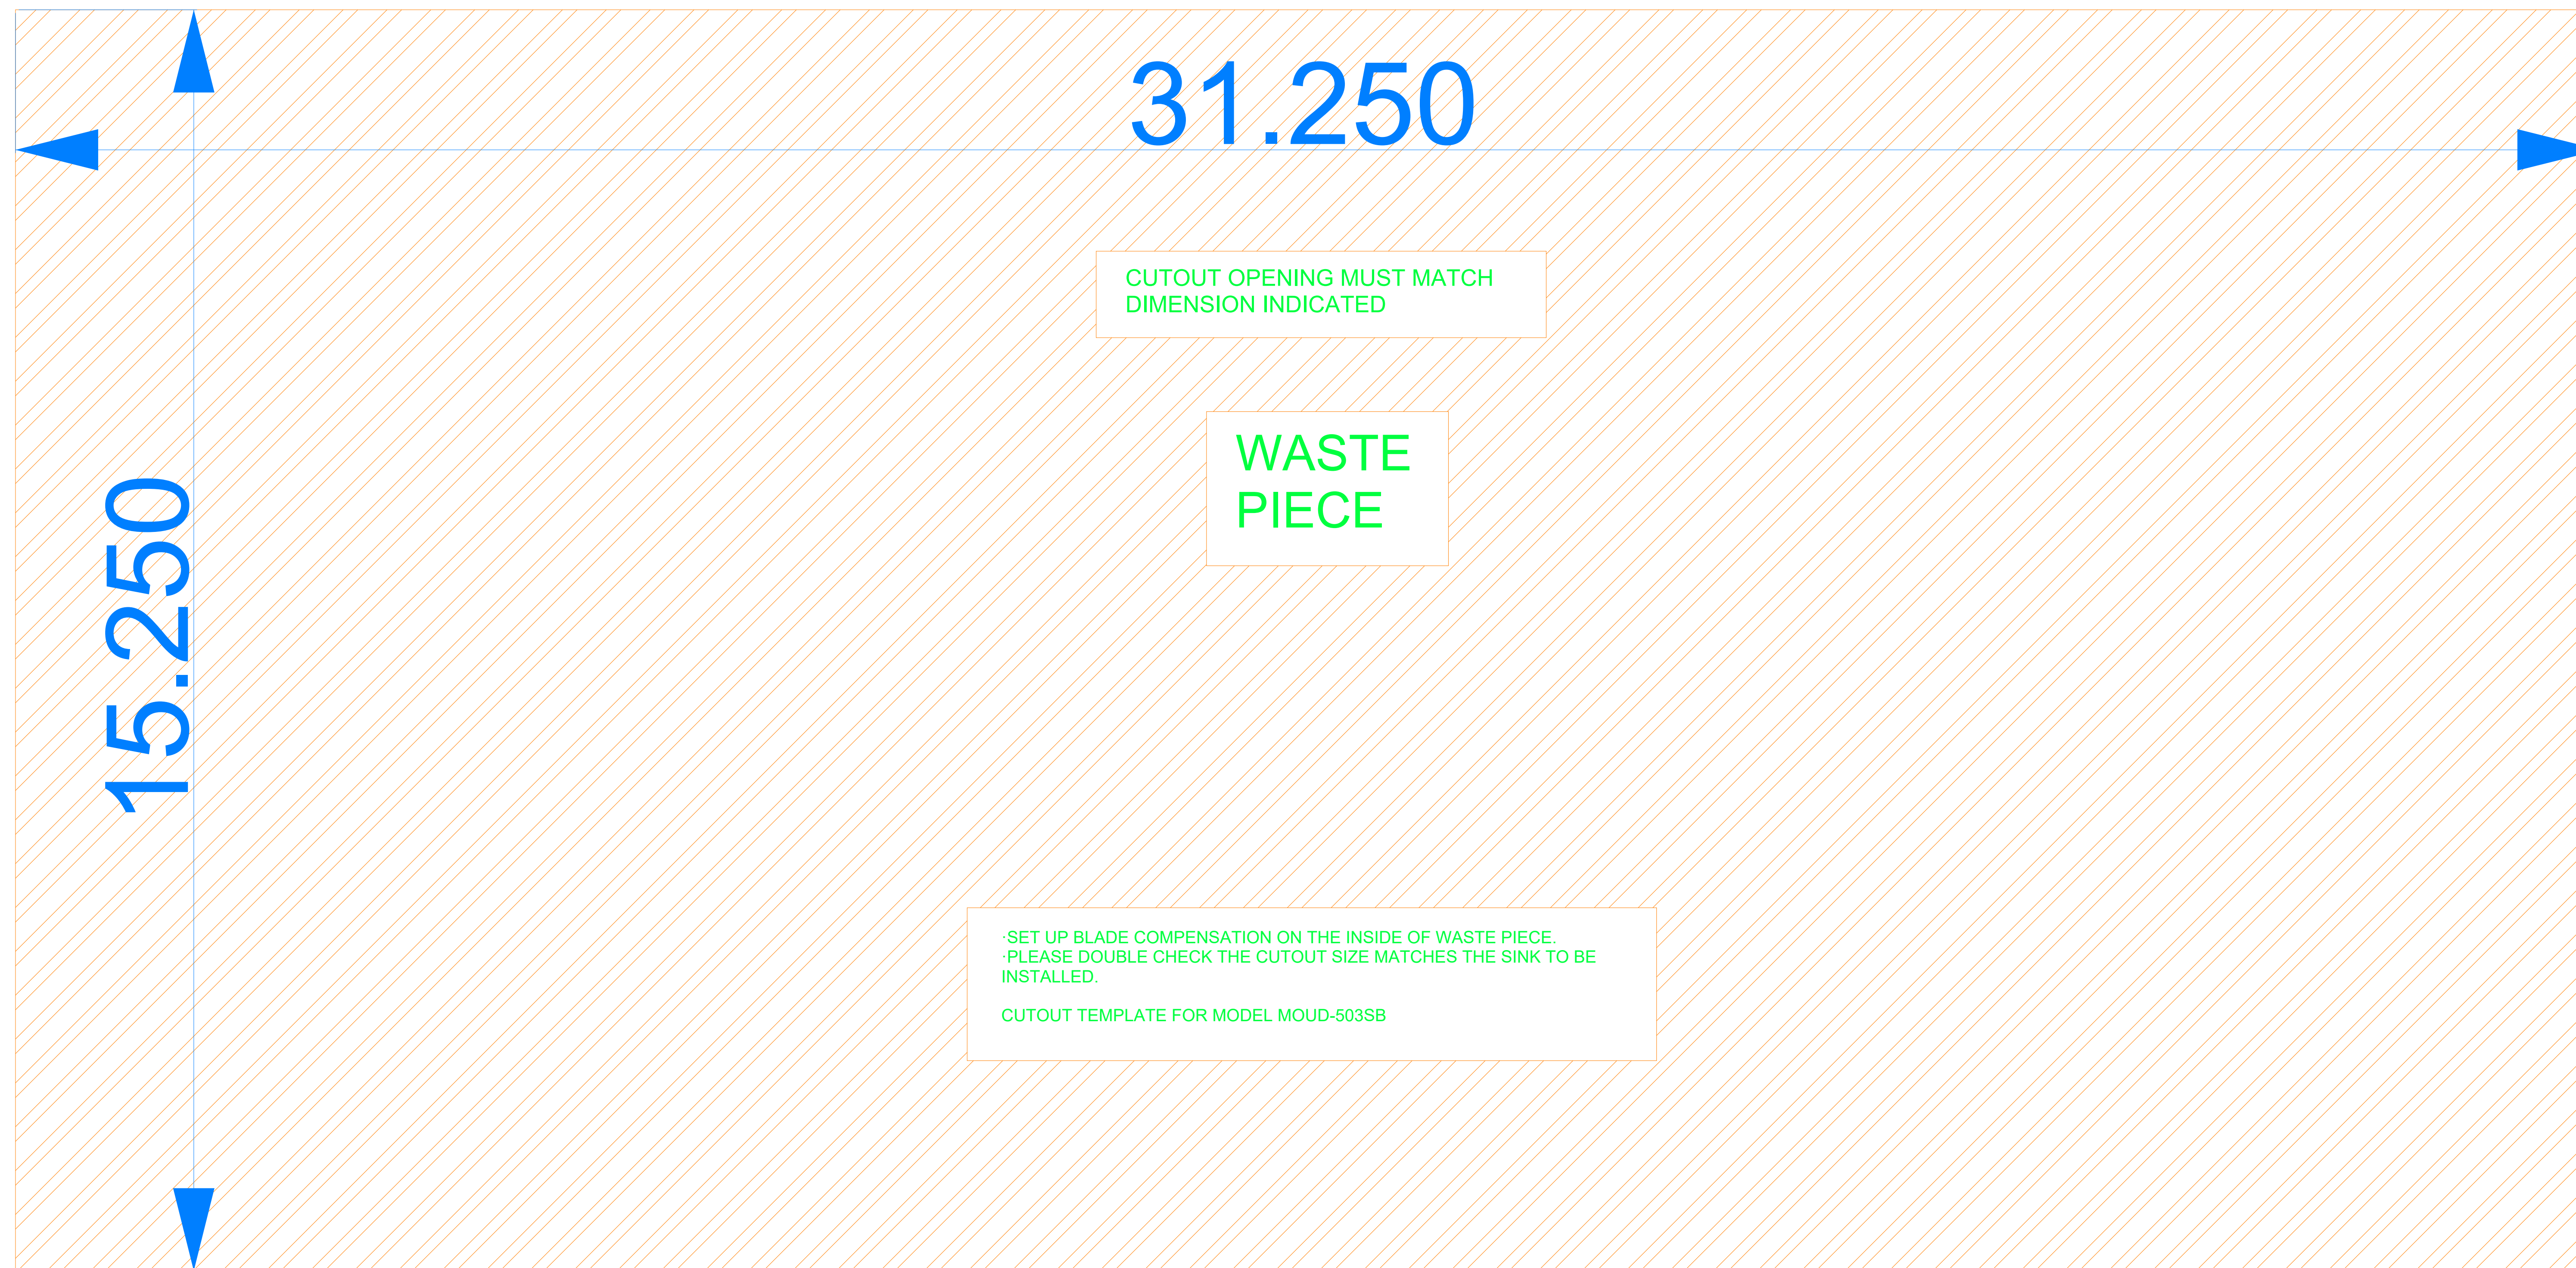 31.250
CUTOUT OPENING MUST MATCH
DIMENSION INDICATED
WASTE
PIECE
15.250
·SET UP BLADE COMPENSATION ON THE INSIDE OF WASTE PIECE.
·PLEASE DOUBLE CHECK THE CUTOUT SIZE MATCHES THE SINK TO BE
INSTALLED.
CUTOUT TEMPLATE FOR MODEL MOUD-503SB